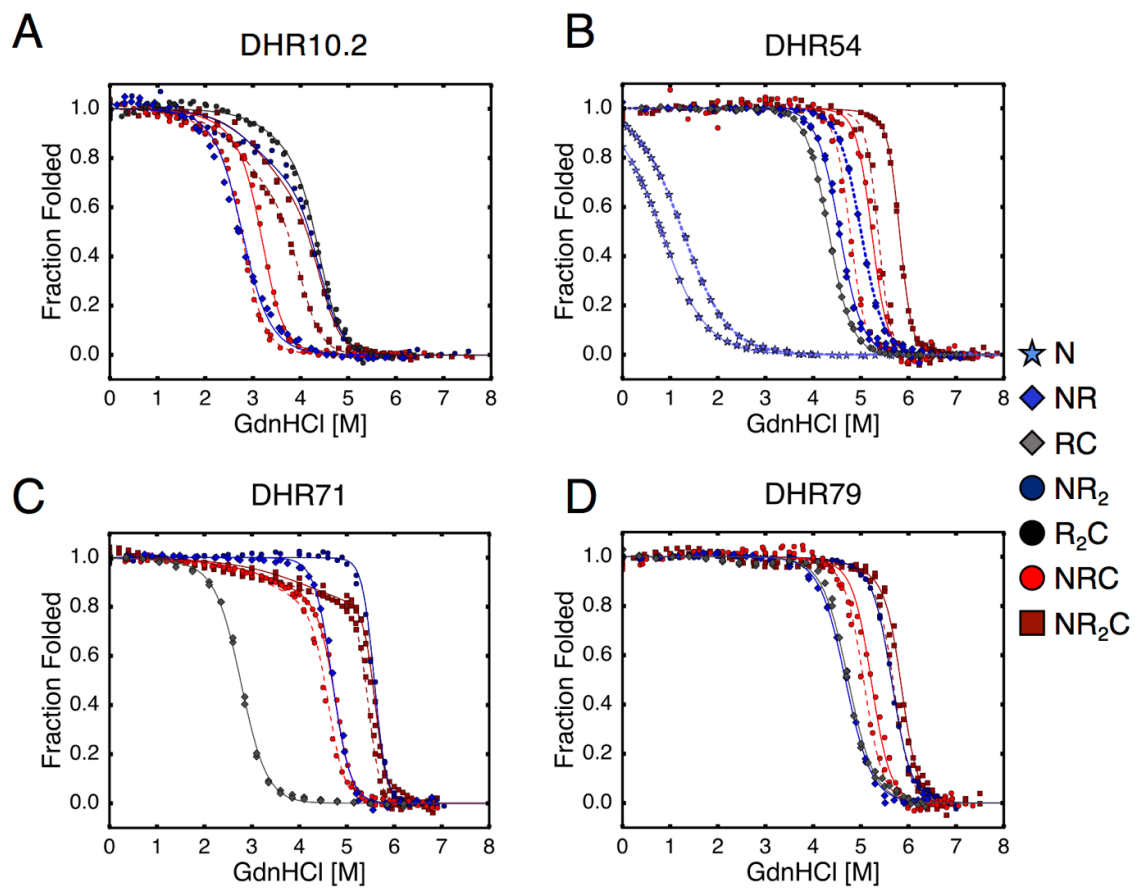 A
DHR10.2
Fraction Folded
1.0
0.8
0.6
0.4
0.2
0.0
0 1 2 3 4 5 6 7 8
GdnHCl [M]
B
DHR54
Fraction Folded
1.0
0.8
0.6
0.4
0.2
0.0
0 1 2 3 4 5 6 7 8
GdnHCl [M]
C
DHR71
Fraction Folded
1.0
0.8
0.6
0.4
0.2
0.0
0 1 2 3 4 5 6 7 8
GdnHCl [M]
D
DHR79
Fraction Folded
1.0
0.8
0.6
0.4
0.2
0.0
0 1 2 3 4 5 6 7 8
GdnHCl [M]
N
NR
RC
NR₂
R₂C
NRC
NR₂C